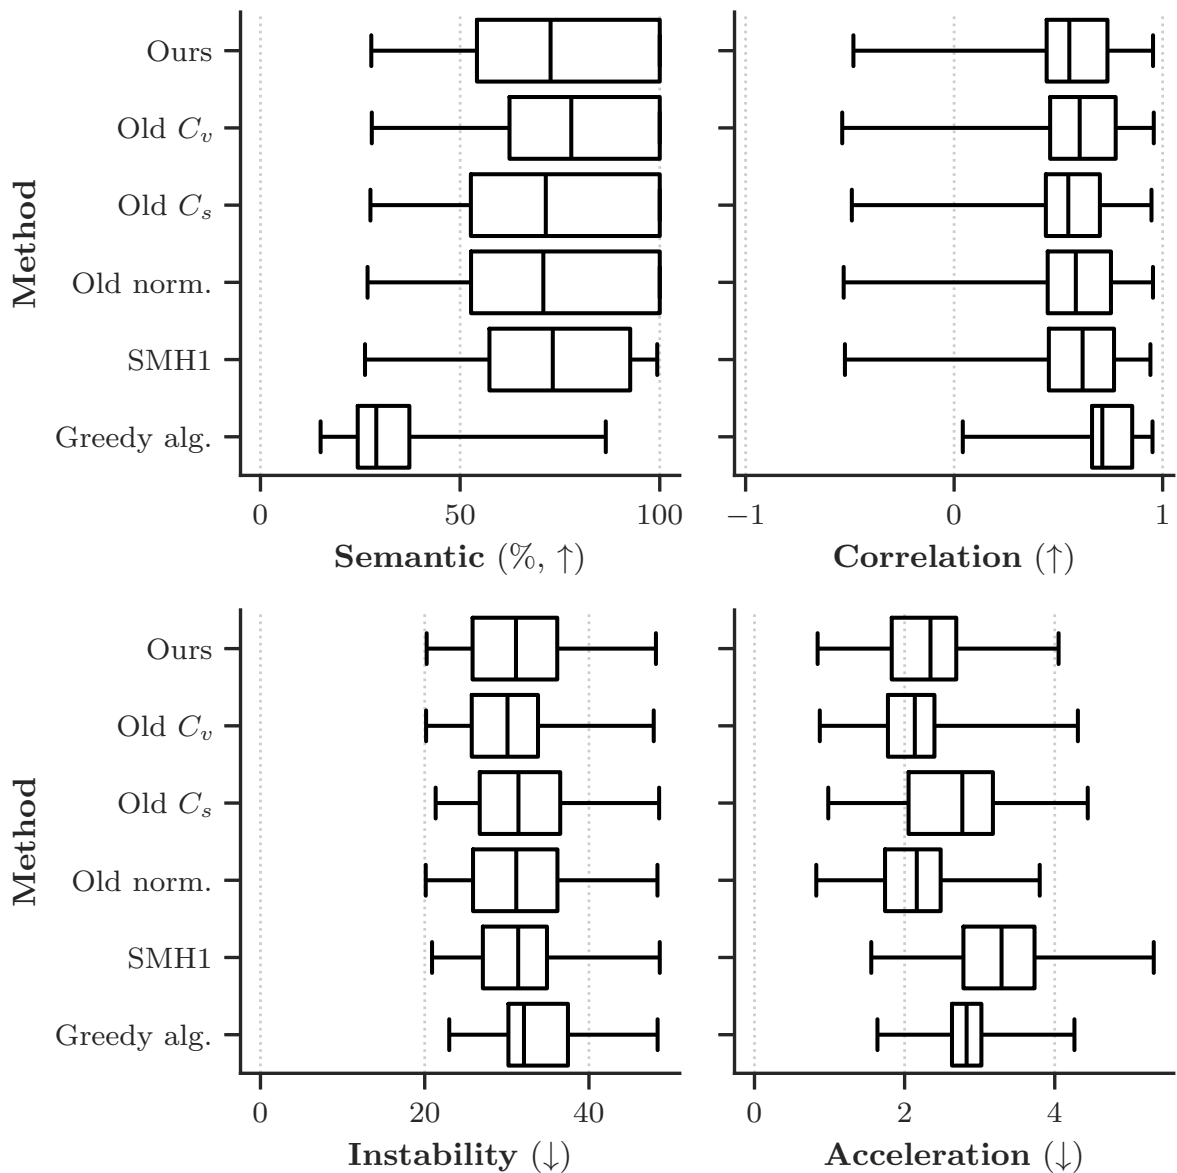 Method
Ours
Old C_v
Old C_s
Old norm.
SMH1
Greedy alg.
0 50 100
Semantic (%, ↑)
−1 0 1
Correlation (↑)
Method
Ours
Old C_v
Old C_s
Old norm.
SMH1
Greedy alg.
0 20 40
Instability (↓)
0 2 4
Acceleration (↓)